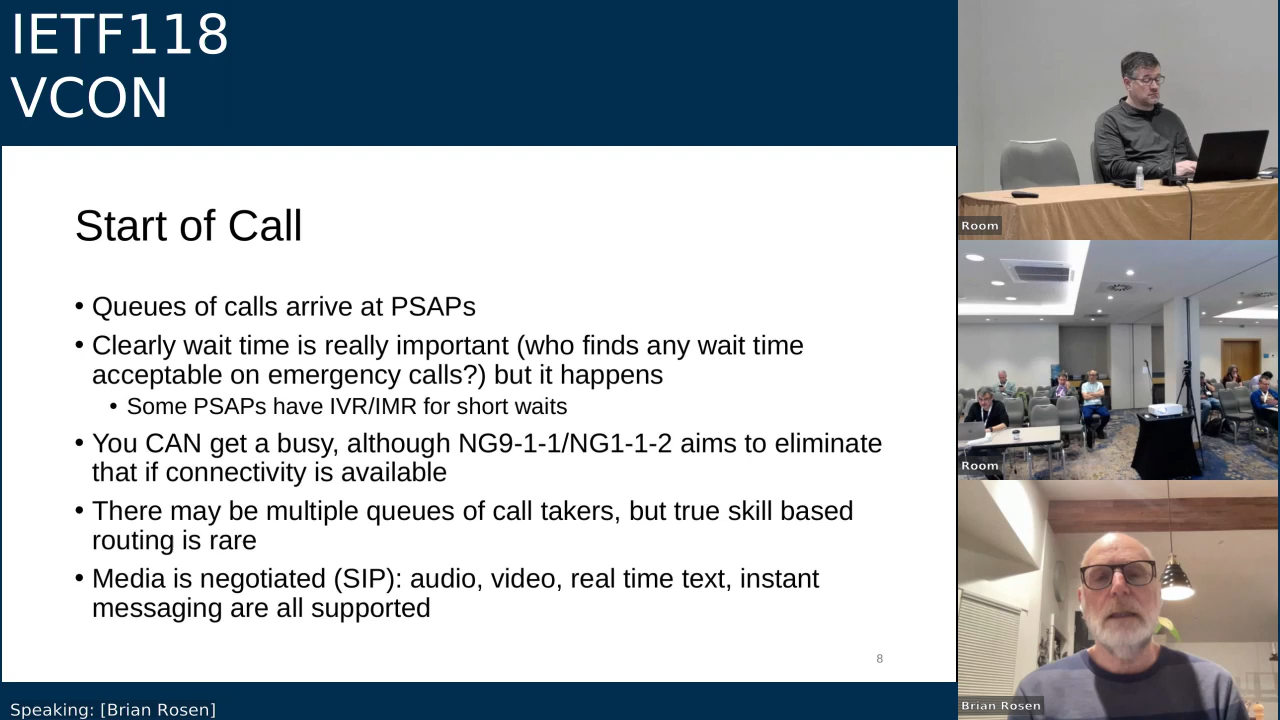 IETF118
VCON
Start of Call
• Queues of calls arrive at PSAPs
• Clearly wait time is really important (who finds any wait time
acceptable on emergency calls?) but it happens
• Some PSAPs have IVR/IMR for short waits
• You CAN get a busy, although NG9-1-1/NG1-1-2 aims to eliminate
that if connectivity is available
• There may be multiple queues of call takers, but true skill based
routing is rare
• Media is negotiated (SIP): audio, video, real time text, instant
messaging are all supported
8
Speaking: [Brian Rosen]
Room
Room
Brian Rosen